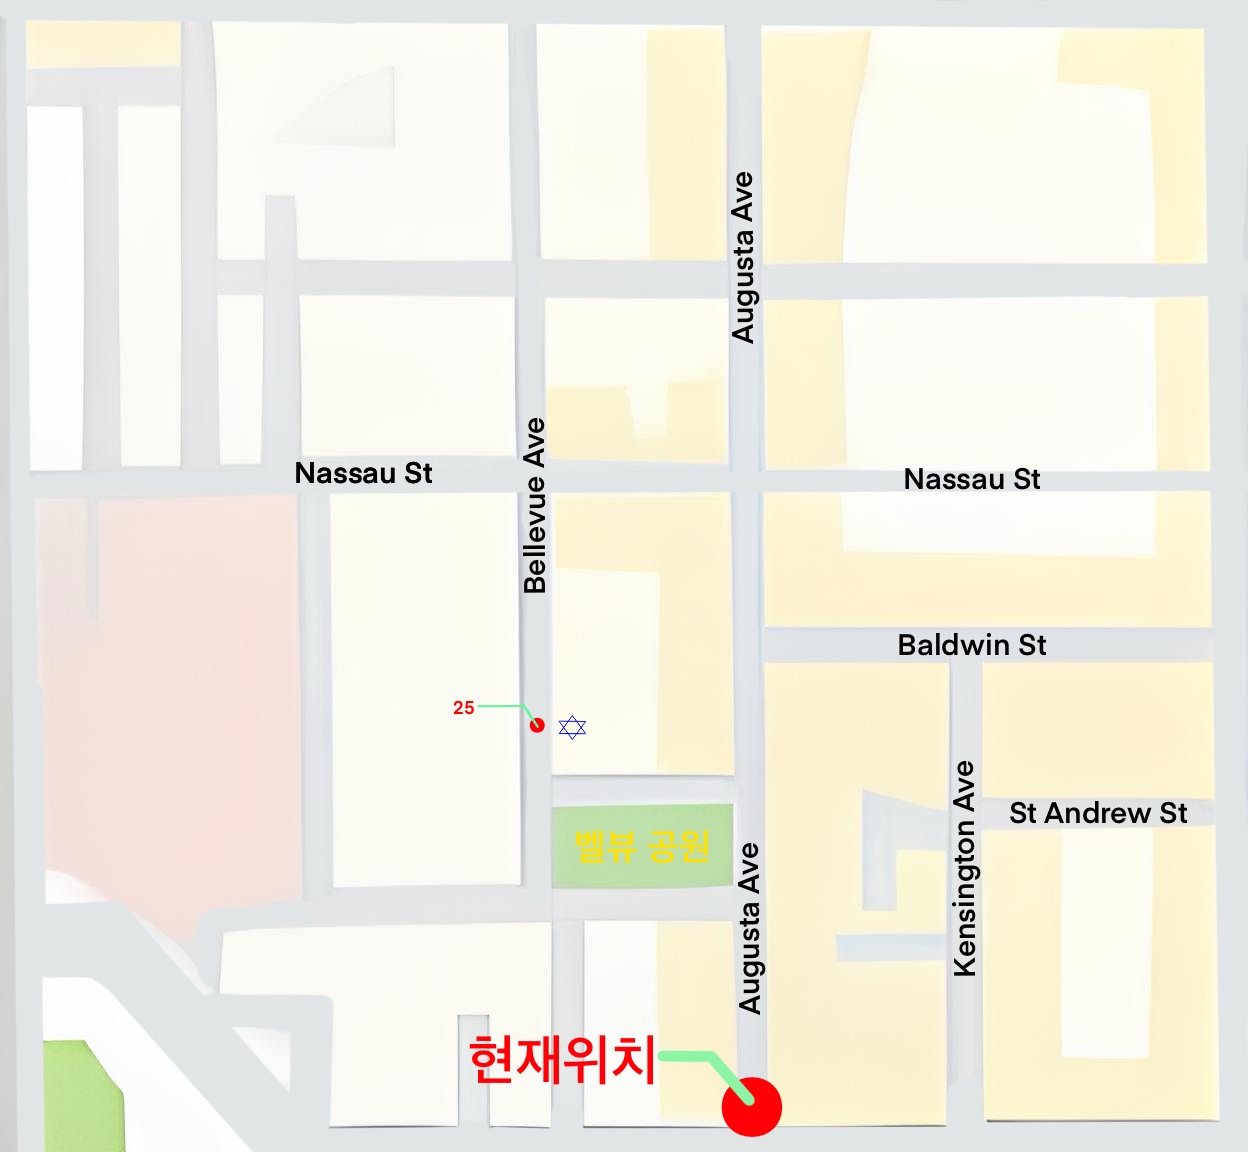 Augusta Ave
Bellevue Ave
Nassau St
Nassau St
Baldwin St
25
Kensington Ave
St Andrew St
벨뷰 공원
Augusta Ave
현재위치